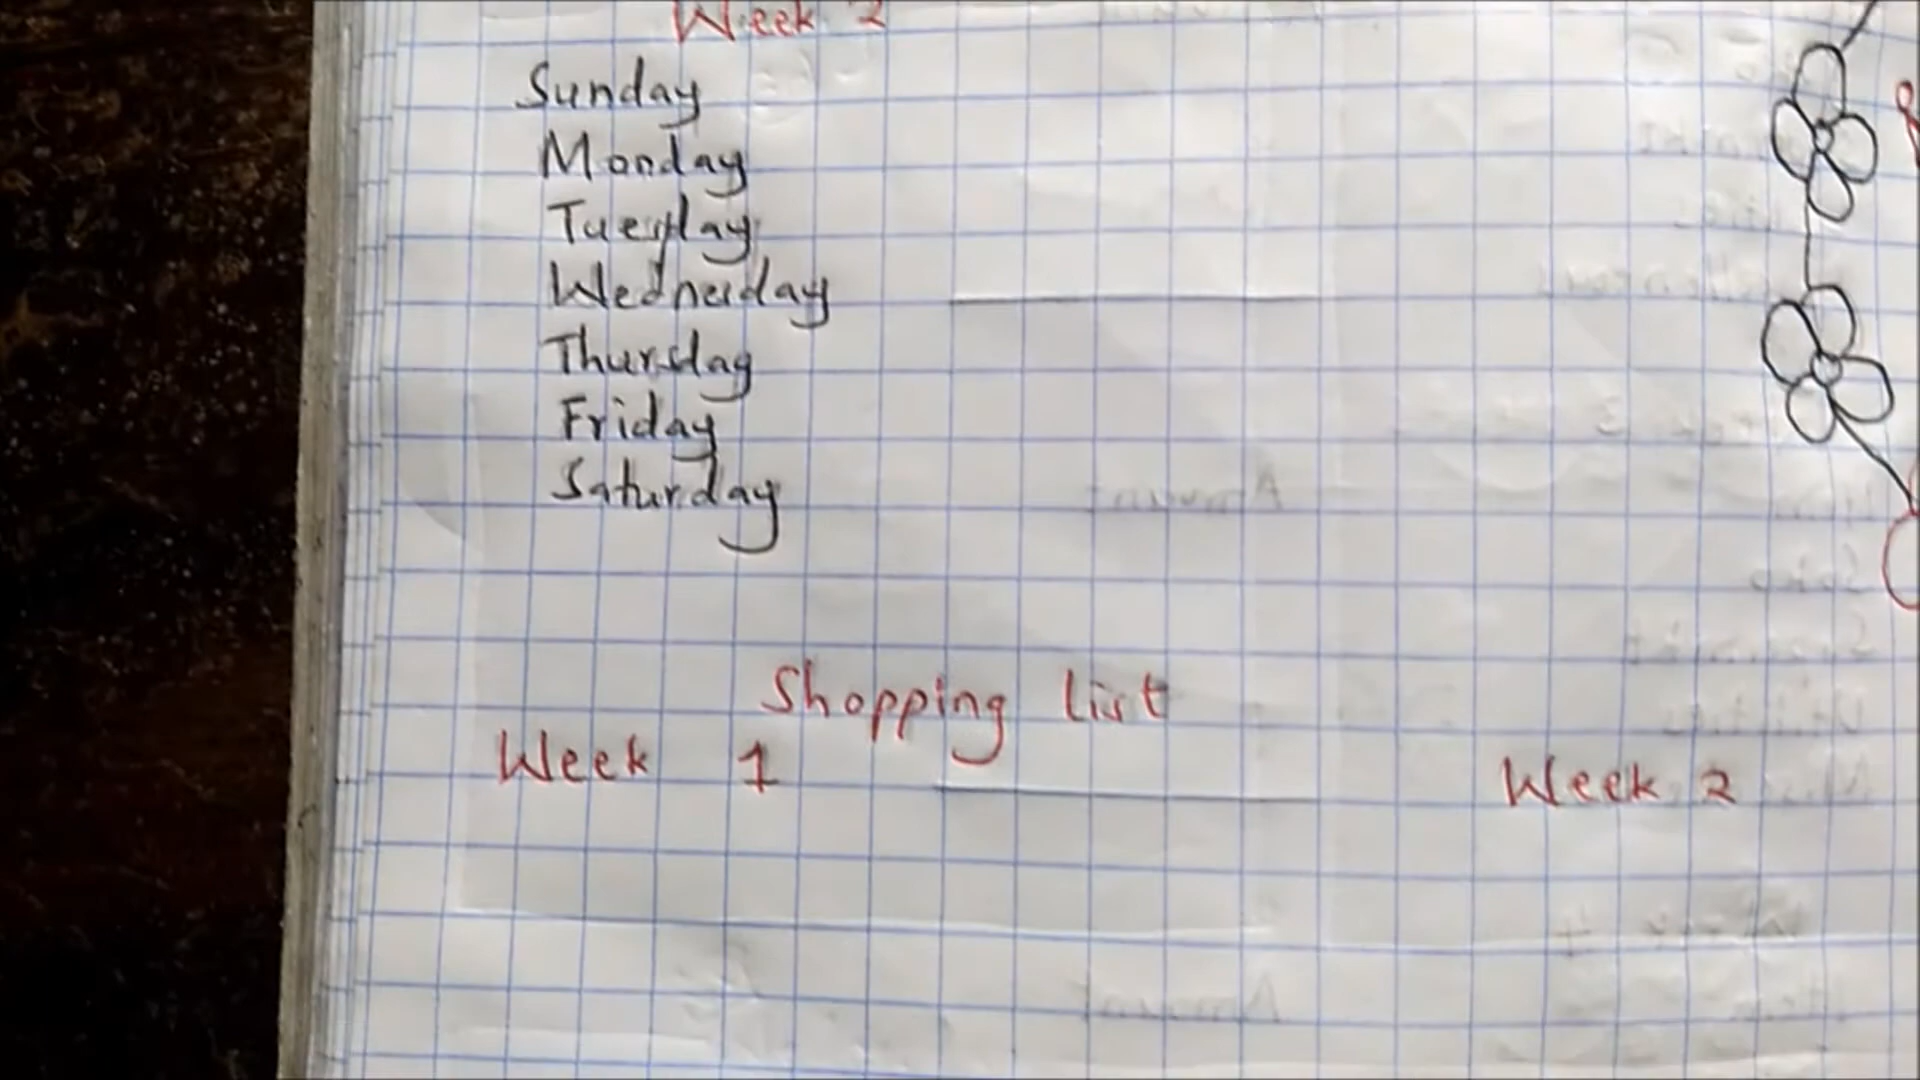 Week 2
Sunday
Monday
Tuesday
Wednesday
Thursday
Friday
Saturday
Shopping list
Week 1
Week 2